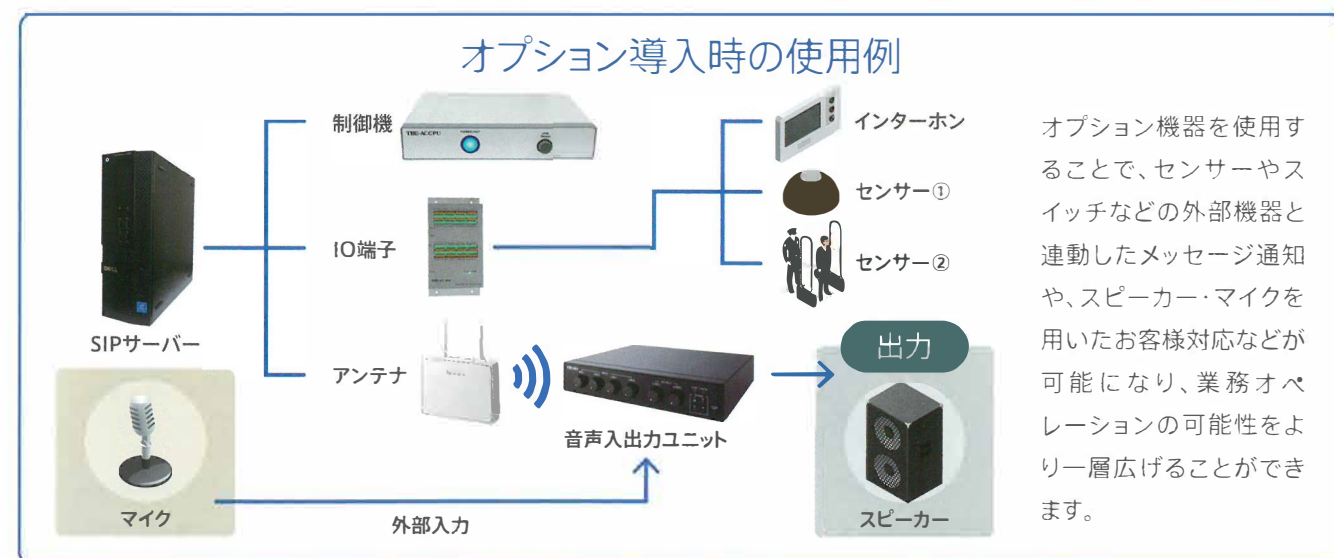 オプション導入時の使用例
制御機
THG-ACCPU
インターホン
センサー①
IO端子
センサー②
SIPサーバー
アンテナ
音声入出力ユニット
出力
マイク
外部入力
スピーカー
オプション機器を使用す
ることで、センサーやス
イッチなどの外部機器と
連動したメッセージ通知
や、スピーカー・マイクを
用いたお客様対応などが
可能になり、業務オペ
レーションの可能性をよ
り一層広げることができ
ます。